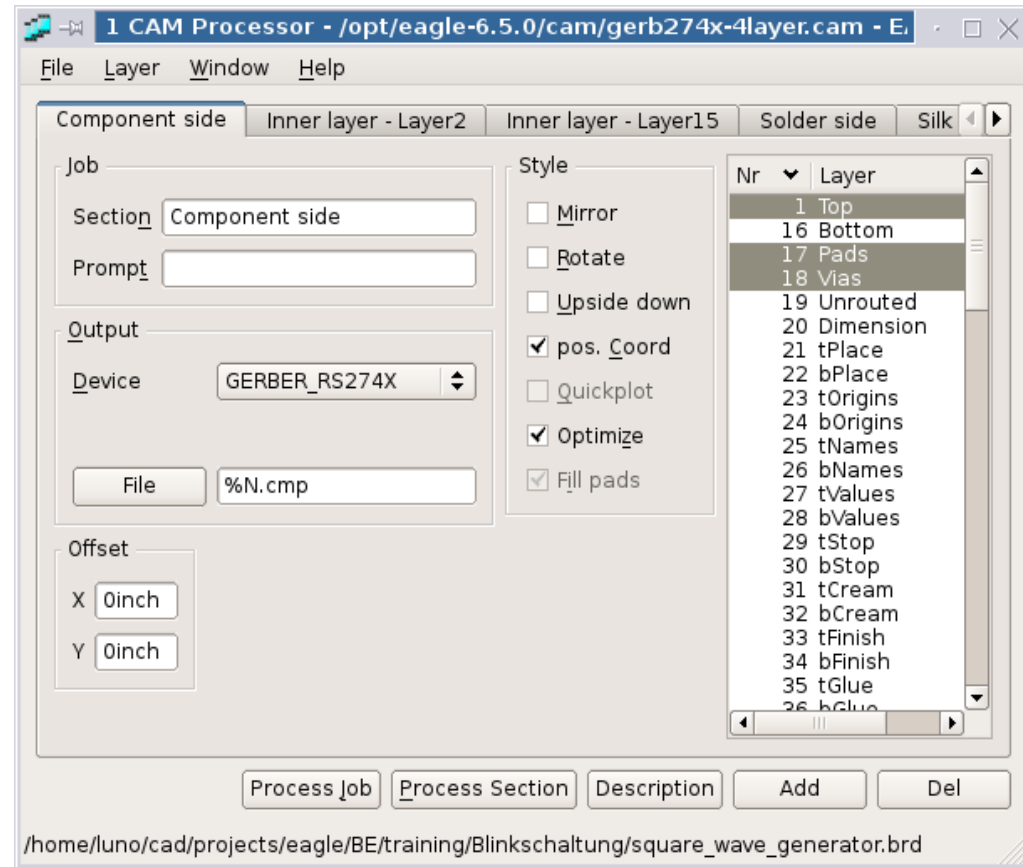 1 CAM Processor - /opt/eagle-6.5.0/cam/gerb274x-4layer.cam - E
File Layer Window Help
Component side Inner layer - Layer2 Inner layer - Layer15 Solder side Silk
Job
Section Component side
Prompt
Output
Device GERBER_RS274X
File %N.cmp
Offset
X 0inch
Y 0inch
Style
Mirror
Rotate
Upside down
pos. Coord
Quickplot
Optimize
Fill pads
Nr Layer
1 Top
16 Bottom
17 Pads
18 Vias
19 Unrouted
20 Dimension
21 tPlace
22 bPlace
23 tOrigins
24 bOrigins
25 tNames
26 bNames
27 tValues
28 bValues
29 tStop
30 bStop
31 tCream
32 bCream
33 tFinish
34 bFinish
35 tGlue
36 bGlue
Process Job Process Section Description Add Del
/home/luno/cad/projects/eagle/BE/training/Blinkschaltung/square_wave_generator.brd